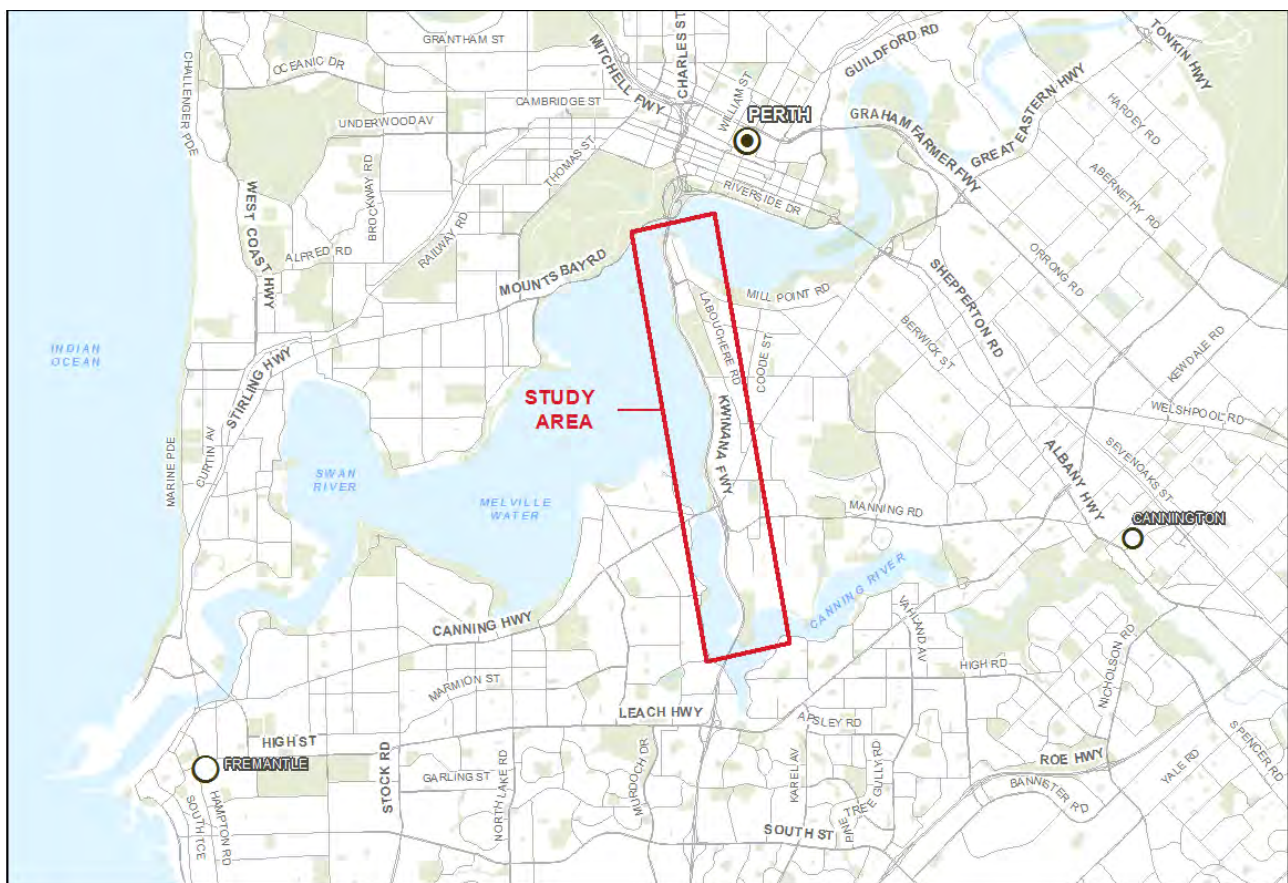 GRANTHAM ST
CHARLES ST
GUILDFORD RD
TONKIN HWY
CHALLENGER PDE
OCEANIC DR
MITCHELL FWY
WILLIAM ST
CAMBRIDGE ST
HARDEY RD
UNDERWOOD AV
PERTH
GRAHAM FARMER FWY
GREAT EASTERN HWY
THOMAS ST
ABERNETHY RD
BROCKWAY RD
WEST COAST HWY
RIVERSIDE DR
RAILWAY RD
ALFRED RD
ORRONG RD
MOUNTS BAY RD
SHEPPERTON RD
MILL POINT RD
LABOUCHERE RD
BERWICK ST
COODE ST
KEWDALE RD
INDIAN
OCEAN
STIRLING HWY
STUDY
AREA
KWINANA FWY
WELSHPOOL RD
CURTIN AV
MARINE PDE
ALBANY HWY
SEVENOAKS ST
SWAN
RIVER
MELVILLE
WATER
MANNING RD
CANNINGTON
CANNING RIVER
CANNING HWY
VAHLAND AV
HIGH RD
NICHOLSON RD
MARMION ST
LEACH HWY
APSLEY RD
SPENCER RD
HIGH ST
ROE HWY
YALE RD
FREMANTLE
STOCK RD
GARLING ST
NORTH LAKE RD
MURDOCH DR
KAREL AV
PINE TREE GULLY RD
BANNISTER RD
HAMPTON RD
SOUTH TCE
SOUTH ST